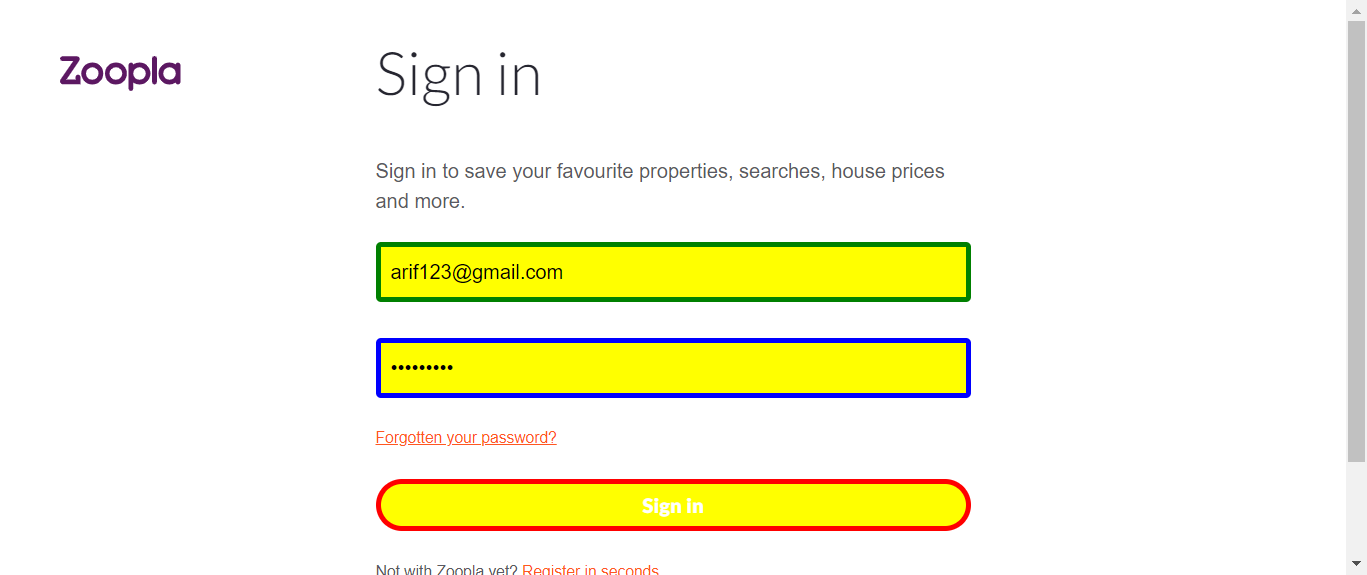 Zoopla
Sign in
Sign in to save your favourite properties, searches, house prices
and more.
arif123@gmail.com
•••••••••
Forgotten your password?
Sign in
Not with Zoopla yet? Register in seconds